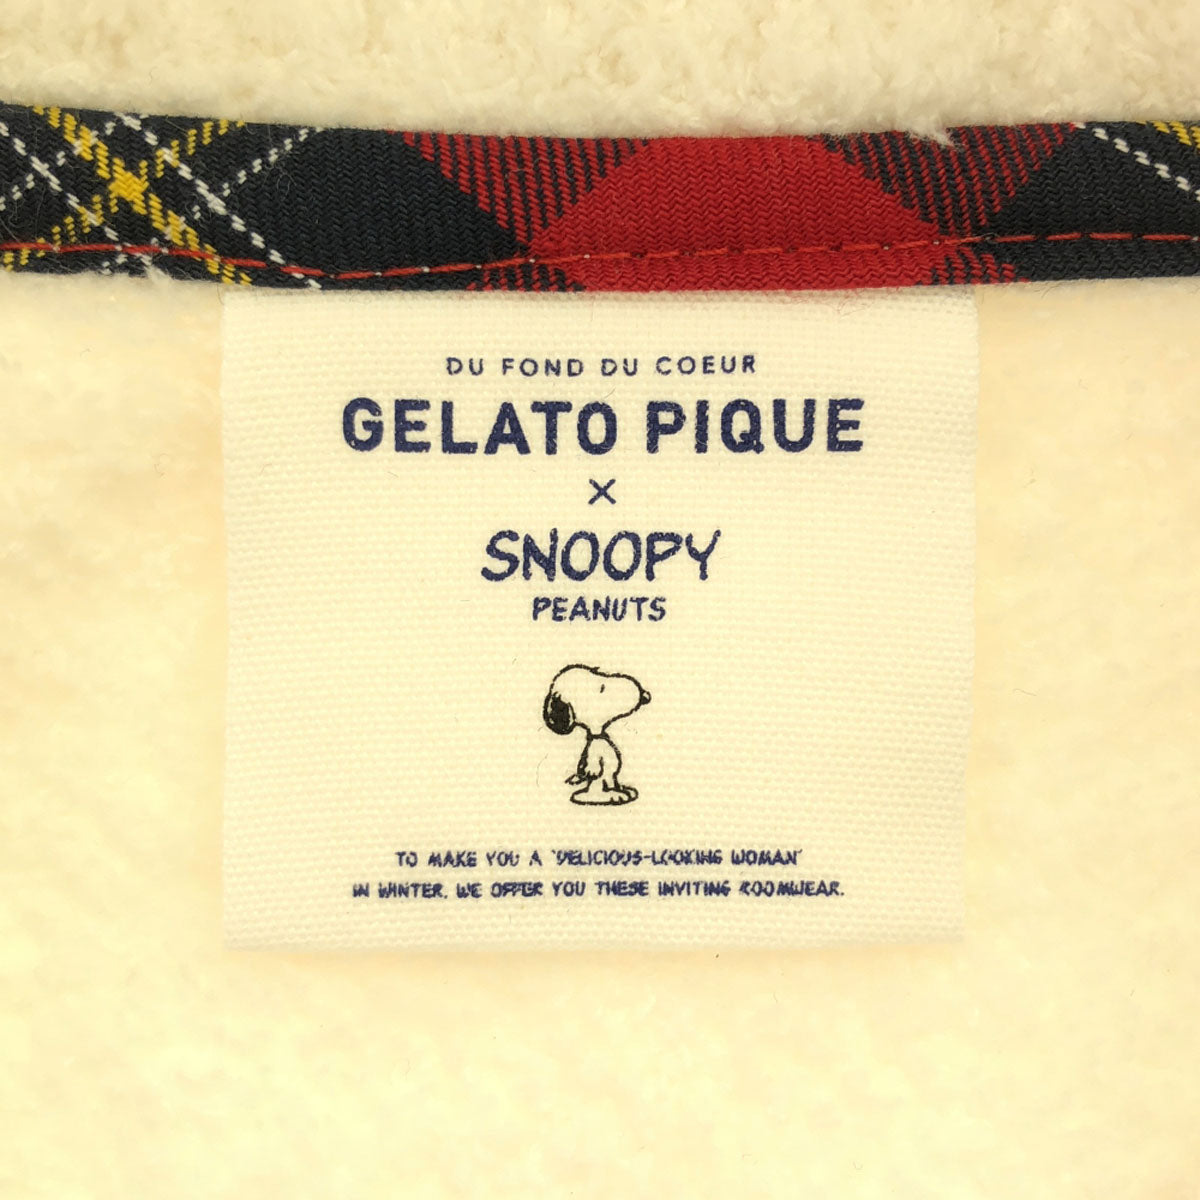 DU FOND DU COEUR
GELATO PIQUE
×
SNOOPY
PEANUTS
TO MAKE YOU A 'DELICIOUS-LOOKING WOMAN'
IN WINTER, WE OFFER YOU THESE INVITING ROOMWEAR.